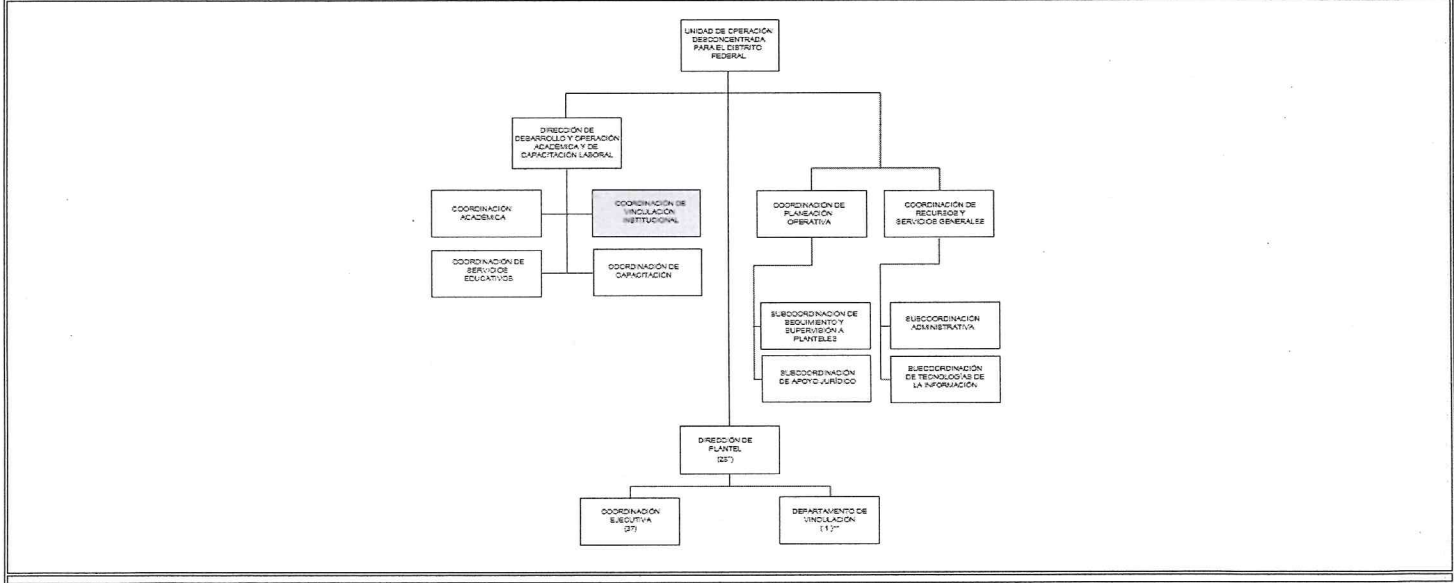 UNIDAD DE OPERACIÓN
DESCONCENTRADA
PARA EL DISTRITO
FEDERAL
DIRECCIÓN DE
DESARROLLO Y OPERACIÓN
ACADÉMICA Y DE
CAPACITACIÓN LABORAL
COORDINACIÓN
ACADÉMICA
COORDINACIÓN DE
VINCULACIÓN
INSTITUCIONAL
COORDINACIÓN DE
SERVICIOS
EDUCATIVOS
COORDINACIÓN DE
CAPACITACIÓN
COORDINACIÓN DE
PLANEACIÓN
OPERATIVA
COORDINACIÓN DE
RECURSOS Y
SERVICIOS GENERALES
SUBCOORDINACIÓN DE
SEGUIMIENTO Y
SUPERVISIÓN A
PLANTELES
SUBCOORDINACIÓN
ADMINISTRATIVA
SUBCOORDINACIÓN
DE APOYO JURÍDICO
SUBCOORDINACIÓN
DE TECNOLOGÍAS DE
LA INFORMACIÓN
DIRECCIÓN DE
PLANTEL
COORDINACIÓN
EJECUTIVA
(37)
DEPARTAMENTO DE
VINCULACIÓN
( 1 )**